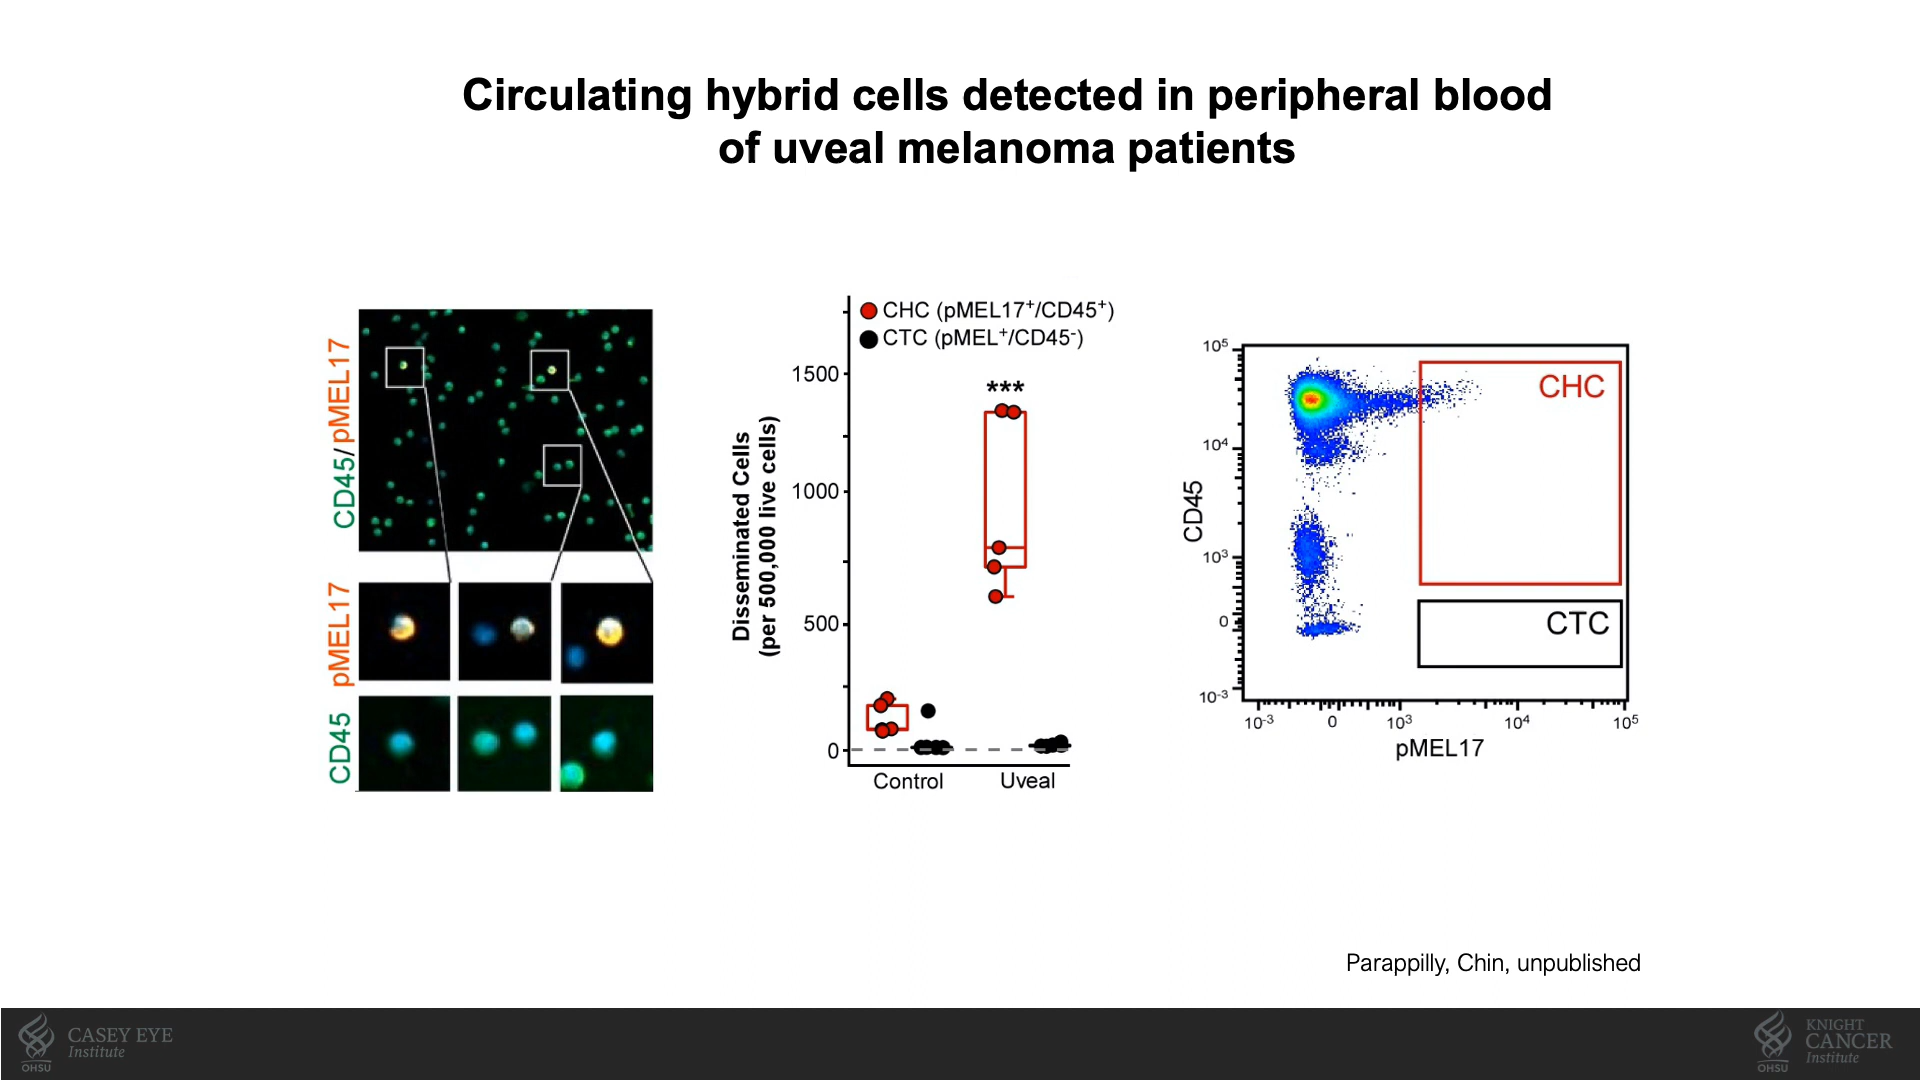 Circulating hybrid cells detected in peripheral blood
of uveal melanoma patients
CD45/pMEL17
pMEL17
CD45
CHC (pMEL17⁺/CD45⁺)
CTC (pMEL⁺/CD45⁻)
Disseminated Cells
(per 500,000 live cells)
1500
1000
500
0
***
Control
Uveal
CD45
10⁵
10⁴
10³
0
10⁻³
CHC
CTC
10⁻³
0
10³
10⁴
10⁵
pMEL17
Parappilly, Chin, unpublished
OHSU
CASEY EYE
Institute
OHSU
KNIGHT
CANCER
Institute